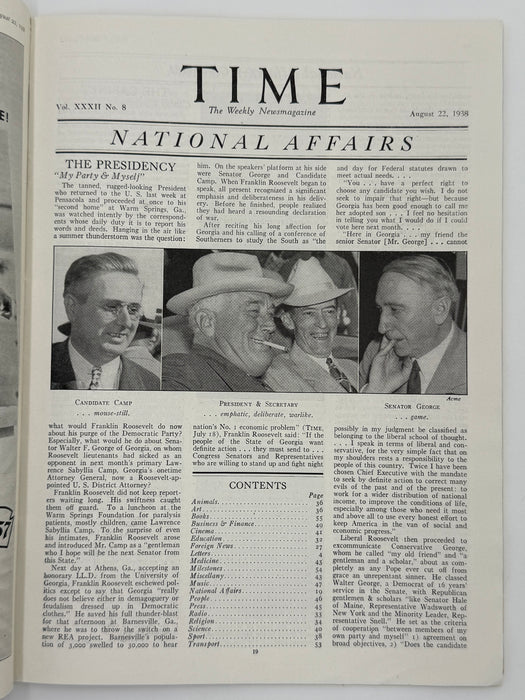 TIME
The Weekly Newsmagazine
Vol. XXXII No. 8
August 22, 1938
NATIONAL AFFAIRS
THE PRESIDENCY
"My Party & Myself"
The tanned, rugged-looking President
who returned to the U. S. last week at
Pensacola and proceeded at once to his
"second home" at Warm Springs, Ga.,
was watched intently by the correspond-
ents whose daily duty it is to report his
words and deeds. Hanging in the air like
a summer thunderstorm was the question:
him. On the speakers' platform at his side
were Senator George and Candidate
Camp. When Franklin Roosevelt began to
speak, all present recognized a significant
emphasis and deliberateness in his deliv-
ery. Before he finished, people realized
they had heard a resounding declaration
of war.
After reciting his long affection for
Georgia and his calling of a conference of
Southerners to study the South as "the
and day for Federal statutes drawn to
meet actual needs. . . .
"You . . . have a perfect right to
choose any candidate you wish. I do not
seek to impair that right—but because
Georgia has been good enough to call me
her adopted son . . . I feel no hesitation
in telling you what I would do if I could
vote here next month. . . .
"Here in Georgia . . . my friend the
senior Senator [Mr. George] . . . cannot
Acme
CANDIDATE CAMP
. . . mouse-still.
PRESIDENT & SECRETARY
. . . emphatic, deliberate, warlike.
SENATOR GEORGE
. . . game.
what would Franklin Roosevelt do now
about his purge of the Democratic Party?
Especially, what would he do about Sena-
tor Walter F. George of Georgia, on whom
Roosevelt lieutenants had sicked as an
opponent in next month's primary Law-
rence Sabyllia Camp, Georgia's onetime
Attorney General, now a Roosevelt-ap-
pointed U. S. District Attorney?
Franklin Roosevelt did not keep report-
ers waiting long. His swiftness caught
them off guard. To a luncheon at the
Warm Springs Foundation for paralysis
patients, mostly children, came Lawrence
Sabyllia Camp. To the surprise of even
his intimates, Franklin Roosevelt arose
and introduced Mr. Camp as a "gentleman
who I hope will be the next Senator from
this State."
Next day at Athens, Ga., accepting an
honorary LL.D. from the University of
Georgia, Franklin Roosevelt eschewed pol-
itics except to say that Georgia "really
does not believe either in demagoguery or
feudalism dressed up in Democratic
clothes." He saved his full thunder-blast
for that afternoon at Barnesville, Ga.,
where he was to throw the switch on a
new REA project. Barnesville's popula-
tion of 3,000 swelled to 30,000 to hear
nation's No. 1 economic problem" (TIME,
July 18), Franklin Roosevelt said: "If the
people of the State of Georgia want
definite action . . . they must send to . . .
Congress Senators and Representatives
who are willing to stand up and fight night
CONTENTS
Page
Animals 36
Art 36
Books 55
Business & Finance
Cinema 41
Education 32
Foreign News 27
Letters 4
Medicine 45
Milestones 54
Miscellany 43
Music 47
National Affairs 19
People 46
Press 45
Radio 33
Religion 34
Science 40
Sport 38
Transport 53
possibly in my judgment be classified as
belonging to the liberal school of thought.
. . . I speak in terms of liberal and con-
servative, for the very simple fact that on
my shoulders rests a responsibility to the
people of this country. Twice I have been
chosen Chief Executive with the mandate
to seek by definite action to correct many
evils of the past and of the present: to
work for a wider distribution of national
income, to improve the conditions of life,
especially among those who need it most
and above all to use every honest effort to
keep America in the van of social and
economic progress."
Liberal Roosevelt then proceeded to
excommunicate Conservative George,
whom he called "my old friend" and "a
gentleman and a scholar," about as com-
pletely as any Pope ever cut off from
grace an unrepentant sinner. He classed
Walter George, a Democrat of 16 years'
service in the Senate, with Republican
gentlemen & scholars "like Senator Hale
of Maine, Representative Wadsworth of
New York and the Minority Leader, Rep-
resentative Snell." He set as the criteria
of cooperation "between members of my
own party and myself" 1) agreement on
broad objectives, 2) "Does the candidate
19